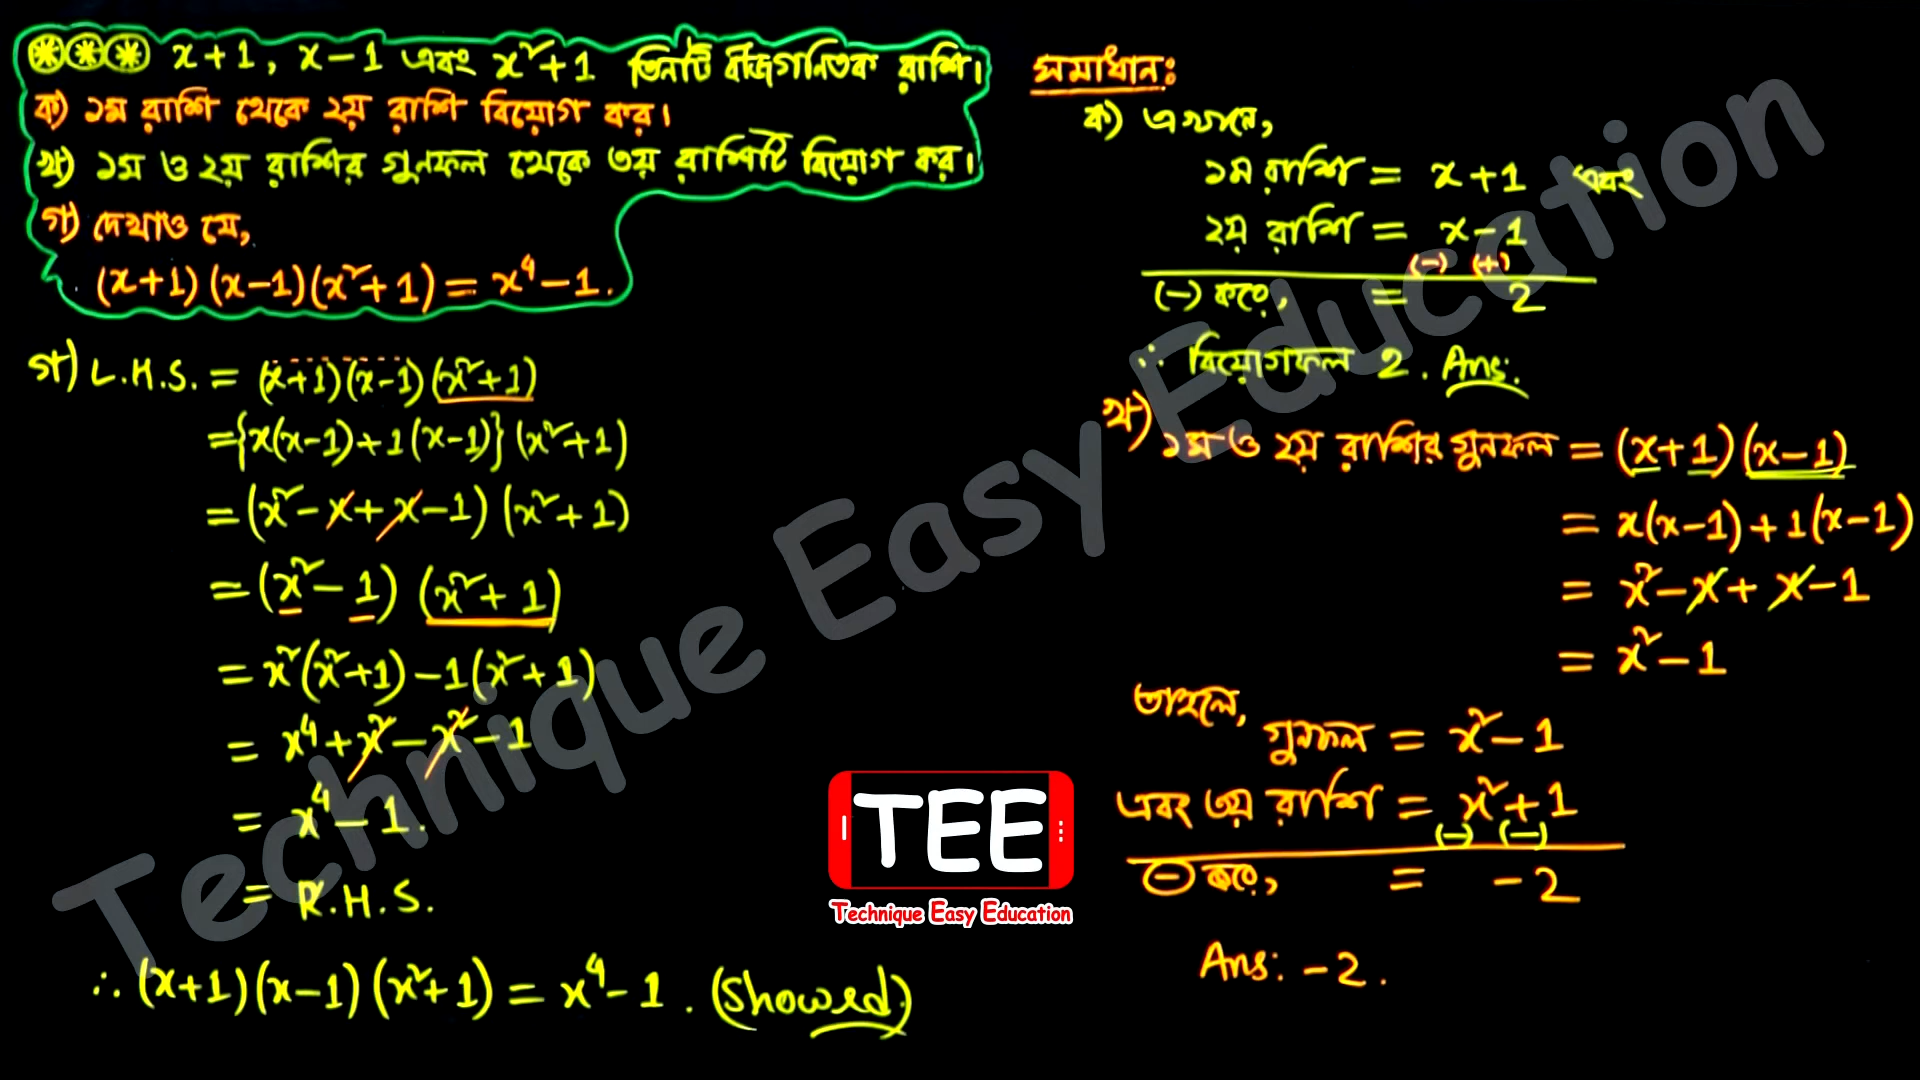 *** x+1, x-1 এবং x²+1 তিনটি বীজগনিতিক রাশি।
ক) ১ম রাশি থেকে ২য় রাশি বিয়োগ কর।
খ) ১ম ও ২য় রাশির গুনফল থেকে ৩য় রাশিটি বিয়োগ কর।
গ) দেখাও যে,
(x+1)(x-1)(x²+1) = x⁴-1.
গ) L.H.S. = (x+1)(x-1)(x²+1)
={x(x-1)+1(x-1)}(x²+1)
=(x²-x+x-1)(x²+1)
=(x²-1)(x²+1)
= x²(x²+1)-1(x²+1)
= x⁴+x²-x²-1
= x⁴-1.
= R.H.S.
∴ (x+1)(x-1)(x²+1) = x⁴-1. (Showed)
সমাধান:
ক) এখানে,
১ম রাশি = x+1 এবং
২য় রাশি = x-1
(-) (+)
(-) করে, = 2
∴ বিয়োগফল 2. Ans:
খ)
১ম ও ২য় রাশির গুনফল = (x+1)(x-1)
= x(x-1)+1(x-1)
= x²-x+x-1
= x²-1
তাহলে,
গুনফল = x²-1
এবং ৩য় রাশি = x²+1
(-) (-)
(-) করে, = -2
Ans: -2.
TEE
Technique Easy Education
Technique Easy Education